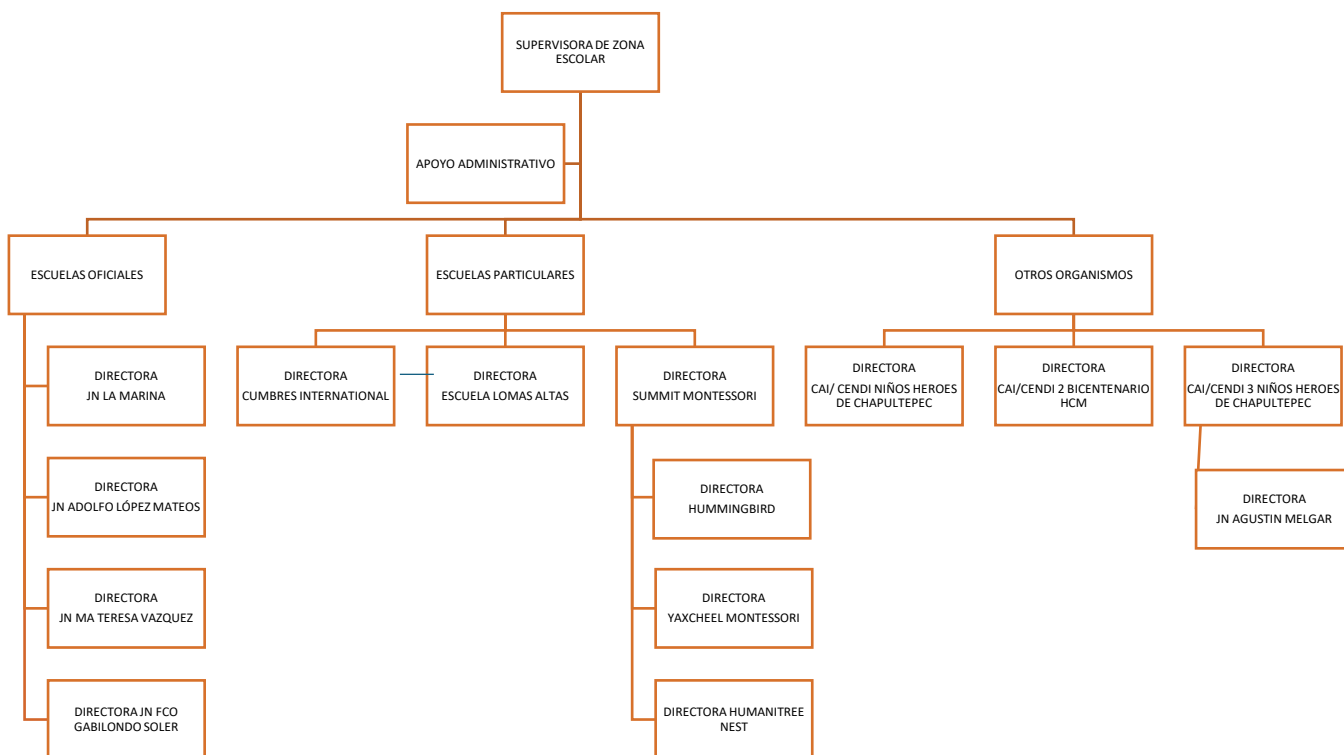 SUPERVISORA DE ZONA
ESCOLAR
APOYO ADMINISTRATIVO
ESCUELAS OFICIALES
ESCUELAS PARTICULARES
OTROS ORGANISMOS
DIRECTORA
JN LA MARINA
DIRECTORA
CUMBRES INTERNATIONAL
DIRECTORA
ESCUELA LOMAS ALTAS
DIRECTORA
SUMMIT MONTESSORI
DIRECTORA
CAI/ CENDI NIÑOS HEROES
DE CHAPULTEPEC
DIRECTORA
CAI/CENDI 2 BICENTENARIO
HCM
DIRECTORA
CAI/CENDI 3 NIÑOS HEROES
DE CHAPULTEPEC
DIRECTORA
JN ADOLFO LÓPEZ MATEOS
DIRECTORA
HUMMINGBIRD
DIRECTORA
JN AGUSTIN MELGAR
DIRECTORA
JN MA TERESA VAZQUEZ
DIRECTORA
YAXCHEEL MONTESSORI
DIRECTORA JN FCO
GABILONDO SOLER
DIRECTORA HUMANITREE
NEST